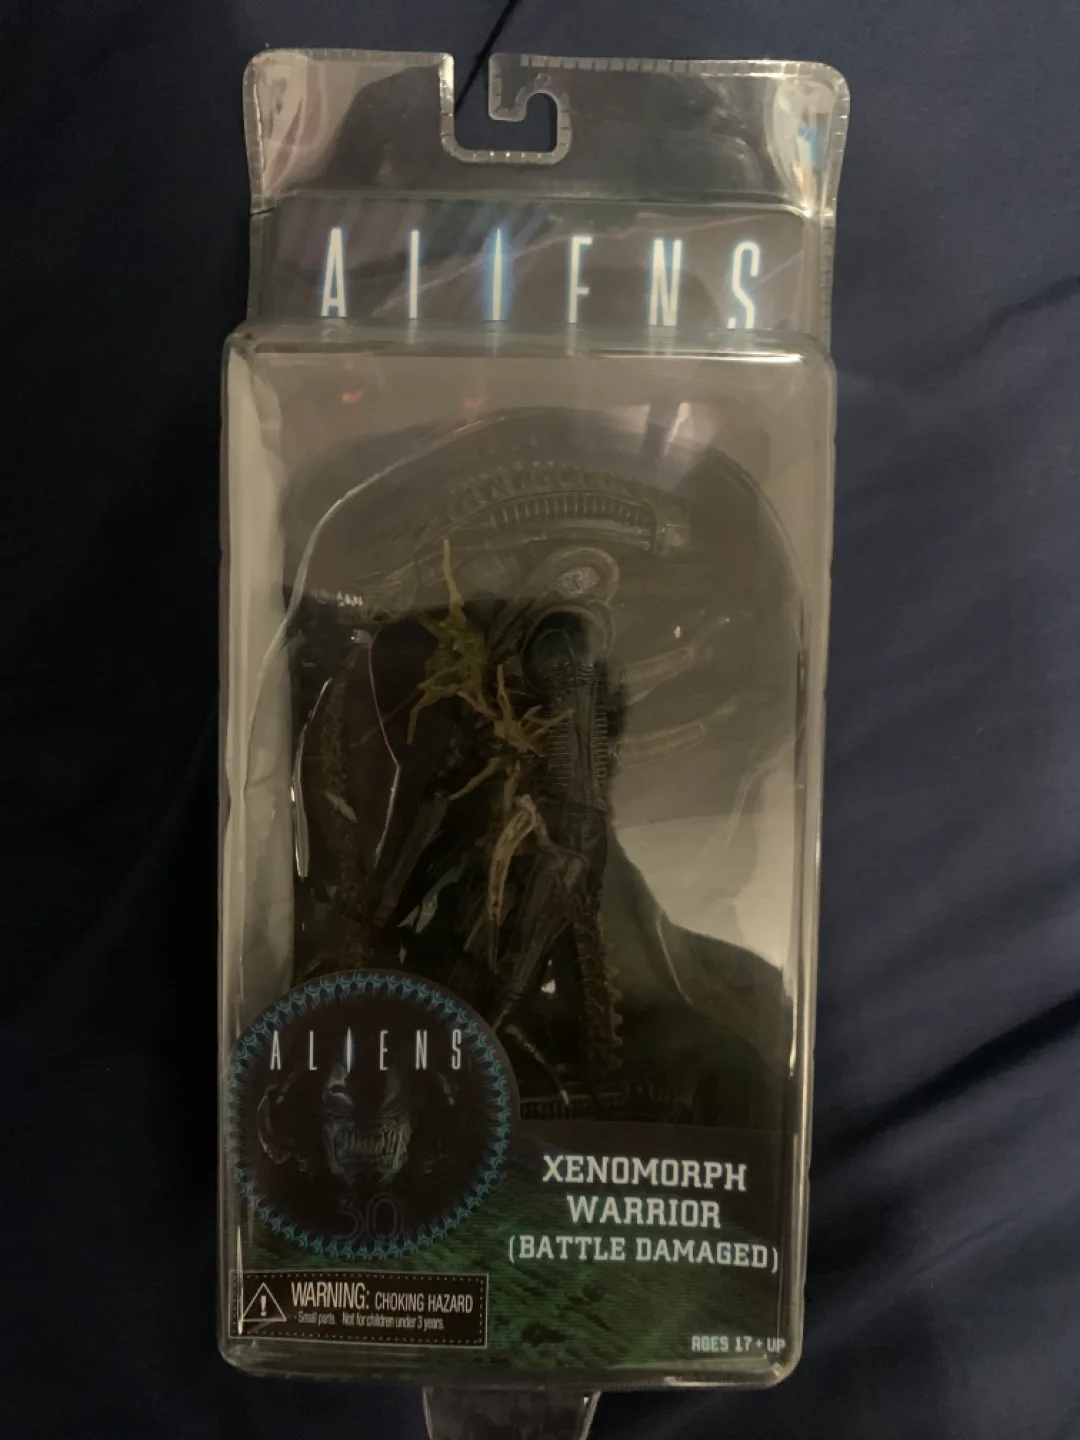 ALIENS
ALIENS
30
XENOMORPH
WARRIOR
(BATTLE DAMAGED)
WARNING: CHOKING HAZARD
- Small parts. Not for children under 3 years.
AGES 17 + UP